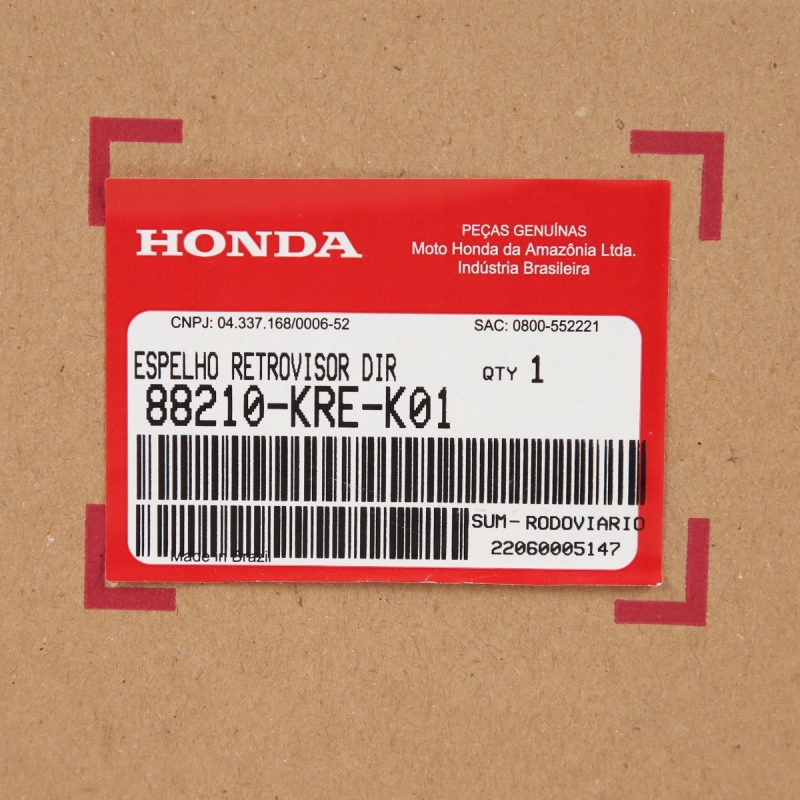 HONDA
PEÇAS GENUÍNAS
Moto Honda da Amazônia Ltda.
Indústria Brasileira
CNPJ: 04.337.168/0006-52
SAC: 0800-552221
ESPELHO RETROVISOR DIR
QTY 1
88210-KRE-K01
SUM-RODOVIARIO
22060005147
Made in Brazil